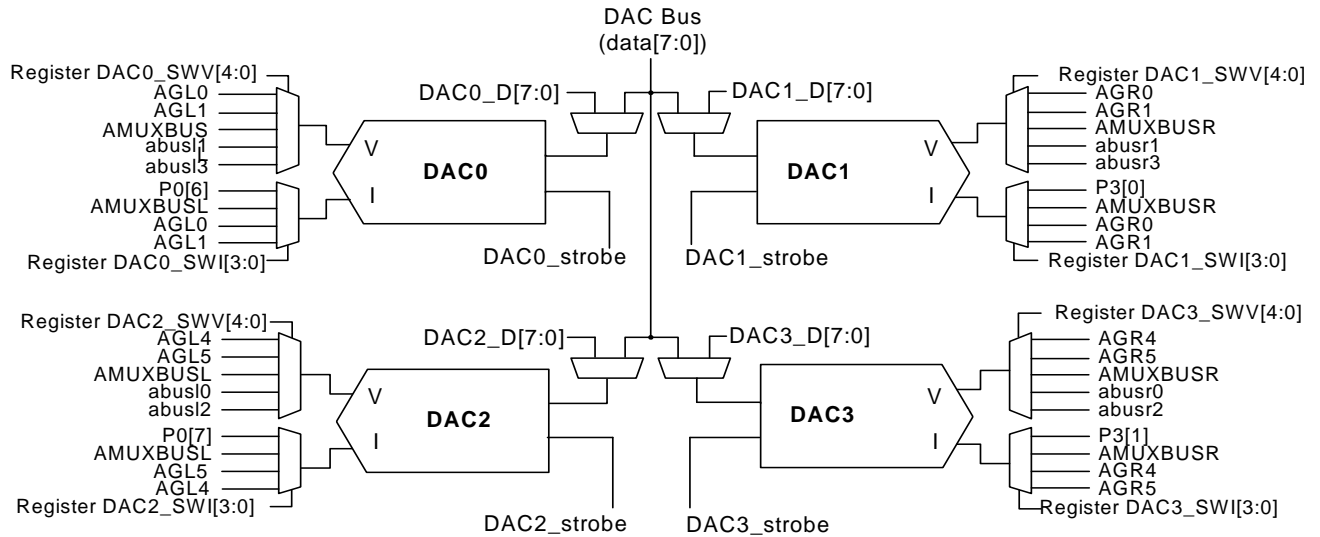 DAC Bus
(data[7:0])
Register DAC0_SWV[4:0]
AGL0
AGL1
AMUXBUS
abusl1
L
abusl3
P0[6]
AMUXBUSL
AGL0
AGL1
Register DAC0_SWI[3:0]
DAC0_D[7:0]
V
I
DAC0
DAC0_strobe
DAC1_D[7:0]
DAC1
V
I
DAC1_strobe
Register DAC1_SWV[4:0]
AGR0
AGR1
AMUXBUSR
abusr1
abusr3
P3[0]
AMUXBUSR
AGR0
AGR1
Register DAC1_SWI[3:0]
Register DAC2_SWV[4:0]
AGL4
AGL5
AMUXBUSL
abusl0
abusl2
P0[7]
AMUXBUSL
AGL5
AGL4
Register DAC2_SWI[3:0]
DAC2_D[7:0]
V
I
DAC2
DAC2_strobe
DAC3_D[7:0]
DAC3
V
I
DAC3_strobe
Register DAC3_SWV[4:0]
AGR4
AGR5
AMUXBUSR
abusr0
abusr2
P3[1]
AMUXBUSR
AGR4
AGR5
Register DAC3_SWI[3:0]